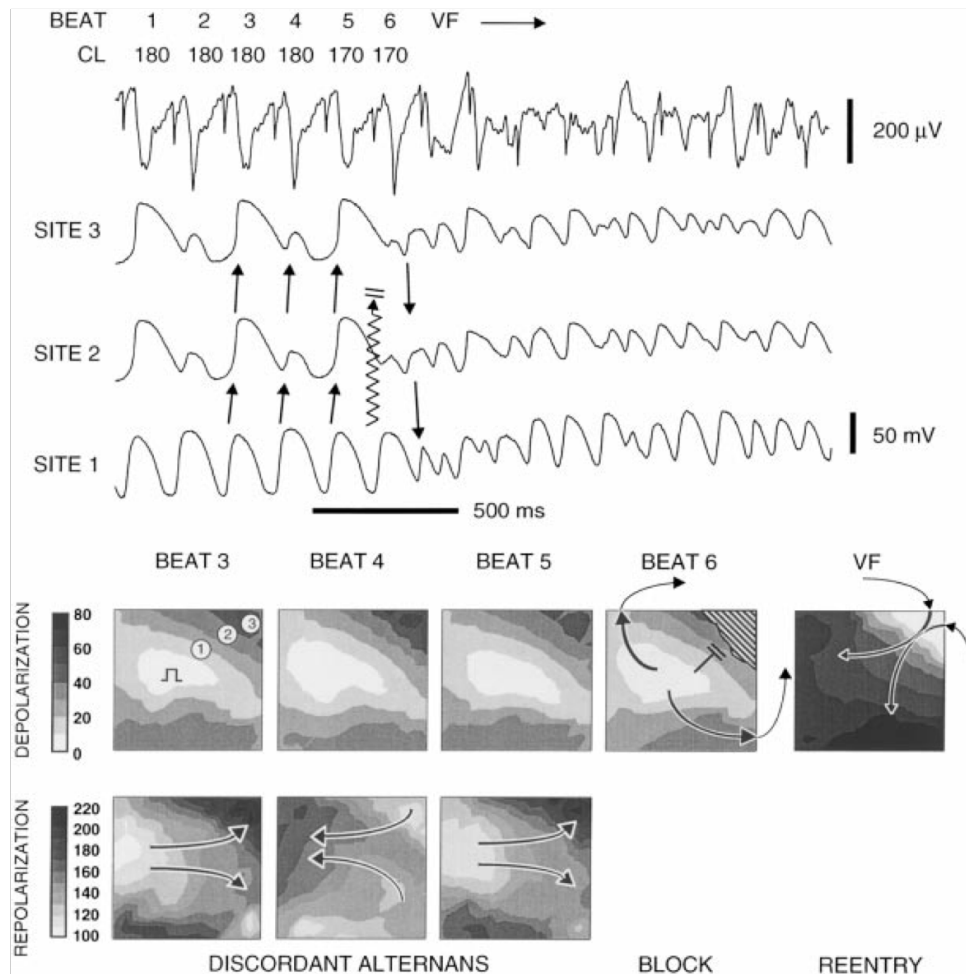 BEAT 1 2 3 4 5 6 VF
CL 180 180 180 180 170 170
200 µV
SITE 3
SITE 2
50 mV
SITE 1
500 ms
BEAT 3 BEAT 4 BEAT 5 BEAT 6 VF
DEPOLARIZATION
80
60
40
20
0
1 2 3
REPOLARIZATION
220
200
180
160
140
120
100
DISCORDANT ALTERNANS BLOCK REENTRY